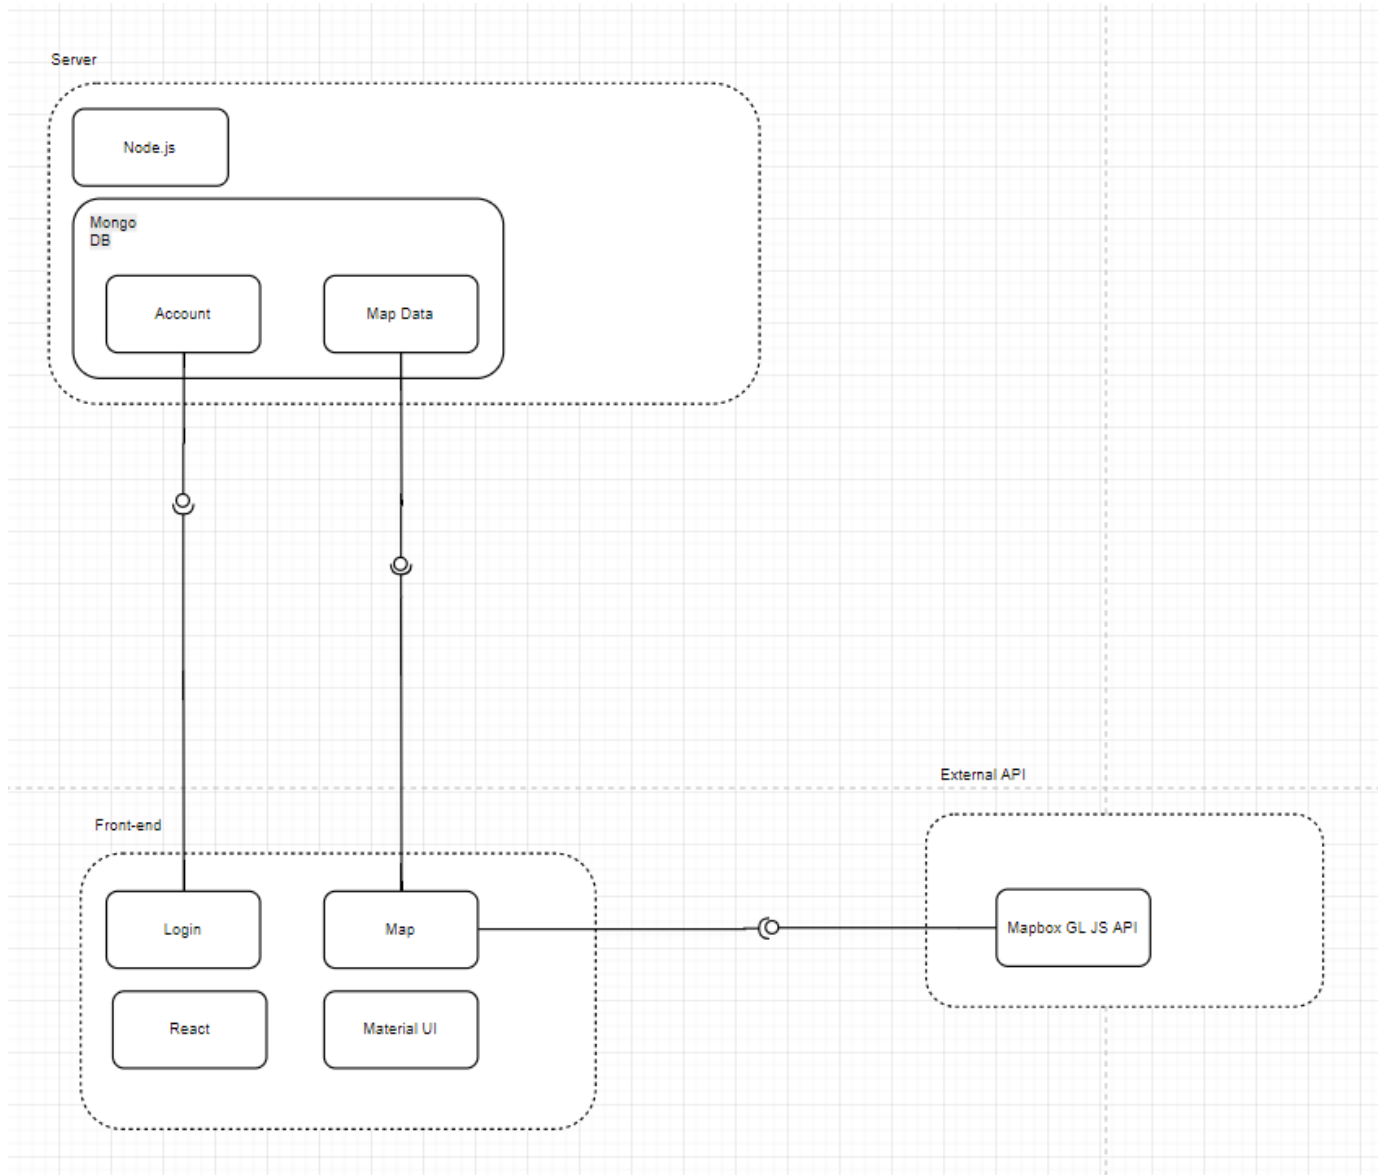 Server
Node.js
Mongo
DB
Account
Map Data
External API
Front-end
Login
Map
Mapbox GL JS API
React
Material UI